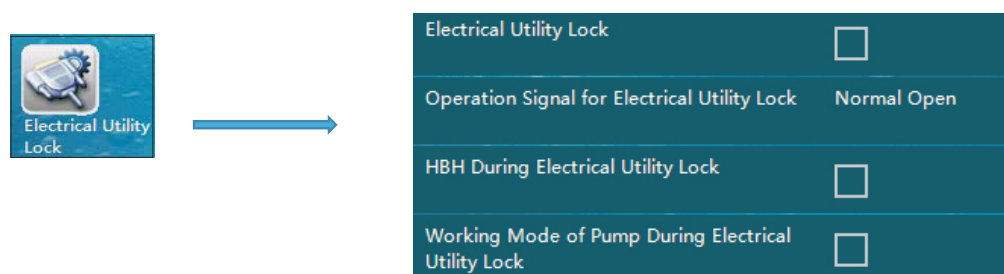 Electrical Utility
Lock
Electrical Utility Lock
Operation Signal for Electrical Utility Lock Normal Open
HBH During Electrical Utility Lock
Working Mode of Pump During Electrical
Utility Lock